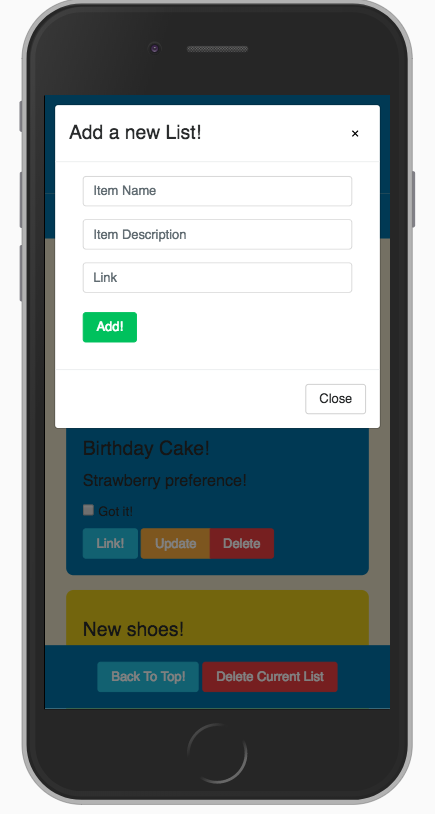 Add a new List! ×
Item Name
Item Description
Link
Add!
Close
Birthday Cake!
Strawberry preference!
Got it!
Link! Update Delete
New shoes!
Back To Top! Delete Current List